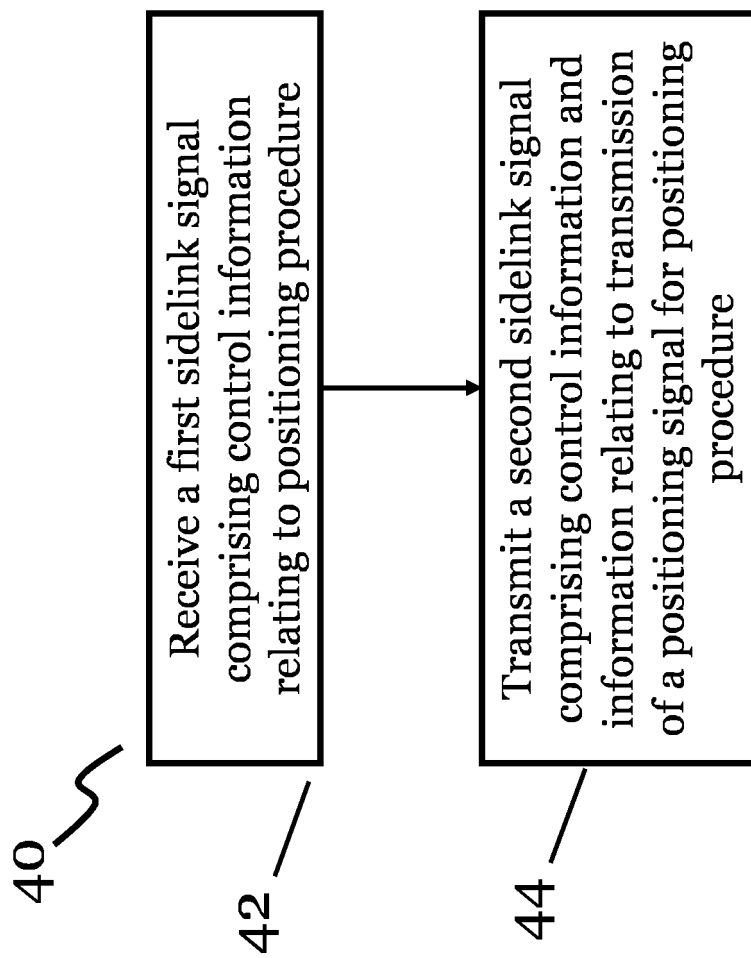 40
42
Receive a first sidelink signal
comprising control information
relating to positioning procedure
44
Transmit a second sidelink signal
comprising control information and
information relating to transmission
of a positioning signal for positioning
procedure